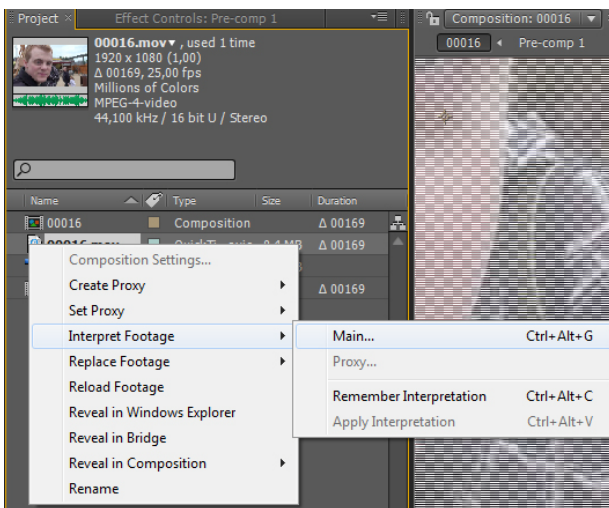 Project × Effect Controls: Pre-comp 1
Composition: 00016
00016 Pre-comp 1
00016.mov▾ , used 1 time
1920 x 1080 (1,00)
Δ 00169, 25,00 fps
Millions of Colors
MPEG-4-video
44,100 kHz / 16 bit U / Stereo
Name Type Size Duration
00016 Composition Δ 00169
00016.mov Δ 00169
Δ 00169
Composition Settings...
Create Proxy
Set Proxy
Interpret Footage
Replace Footage
Reload Footage
Reveal in Windows Explorer
Reveal in Bridge
Reveal in Composition
Rename
Main... Ctrl+Alt+G
Proxy...
Remember Interpretation Ctrl+Alt+C
Apply Interpretation Ctrl+Alt+V